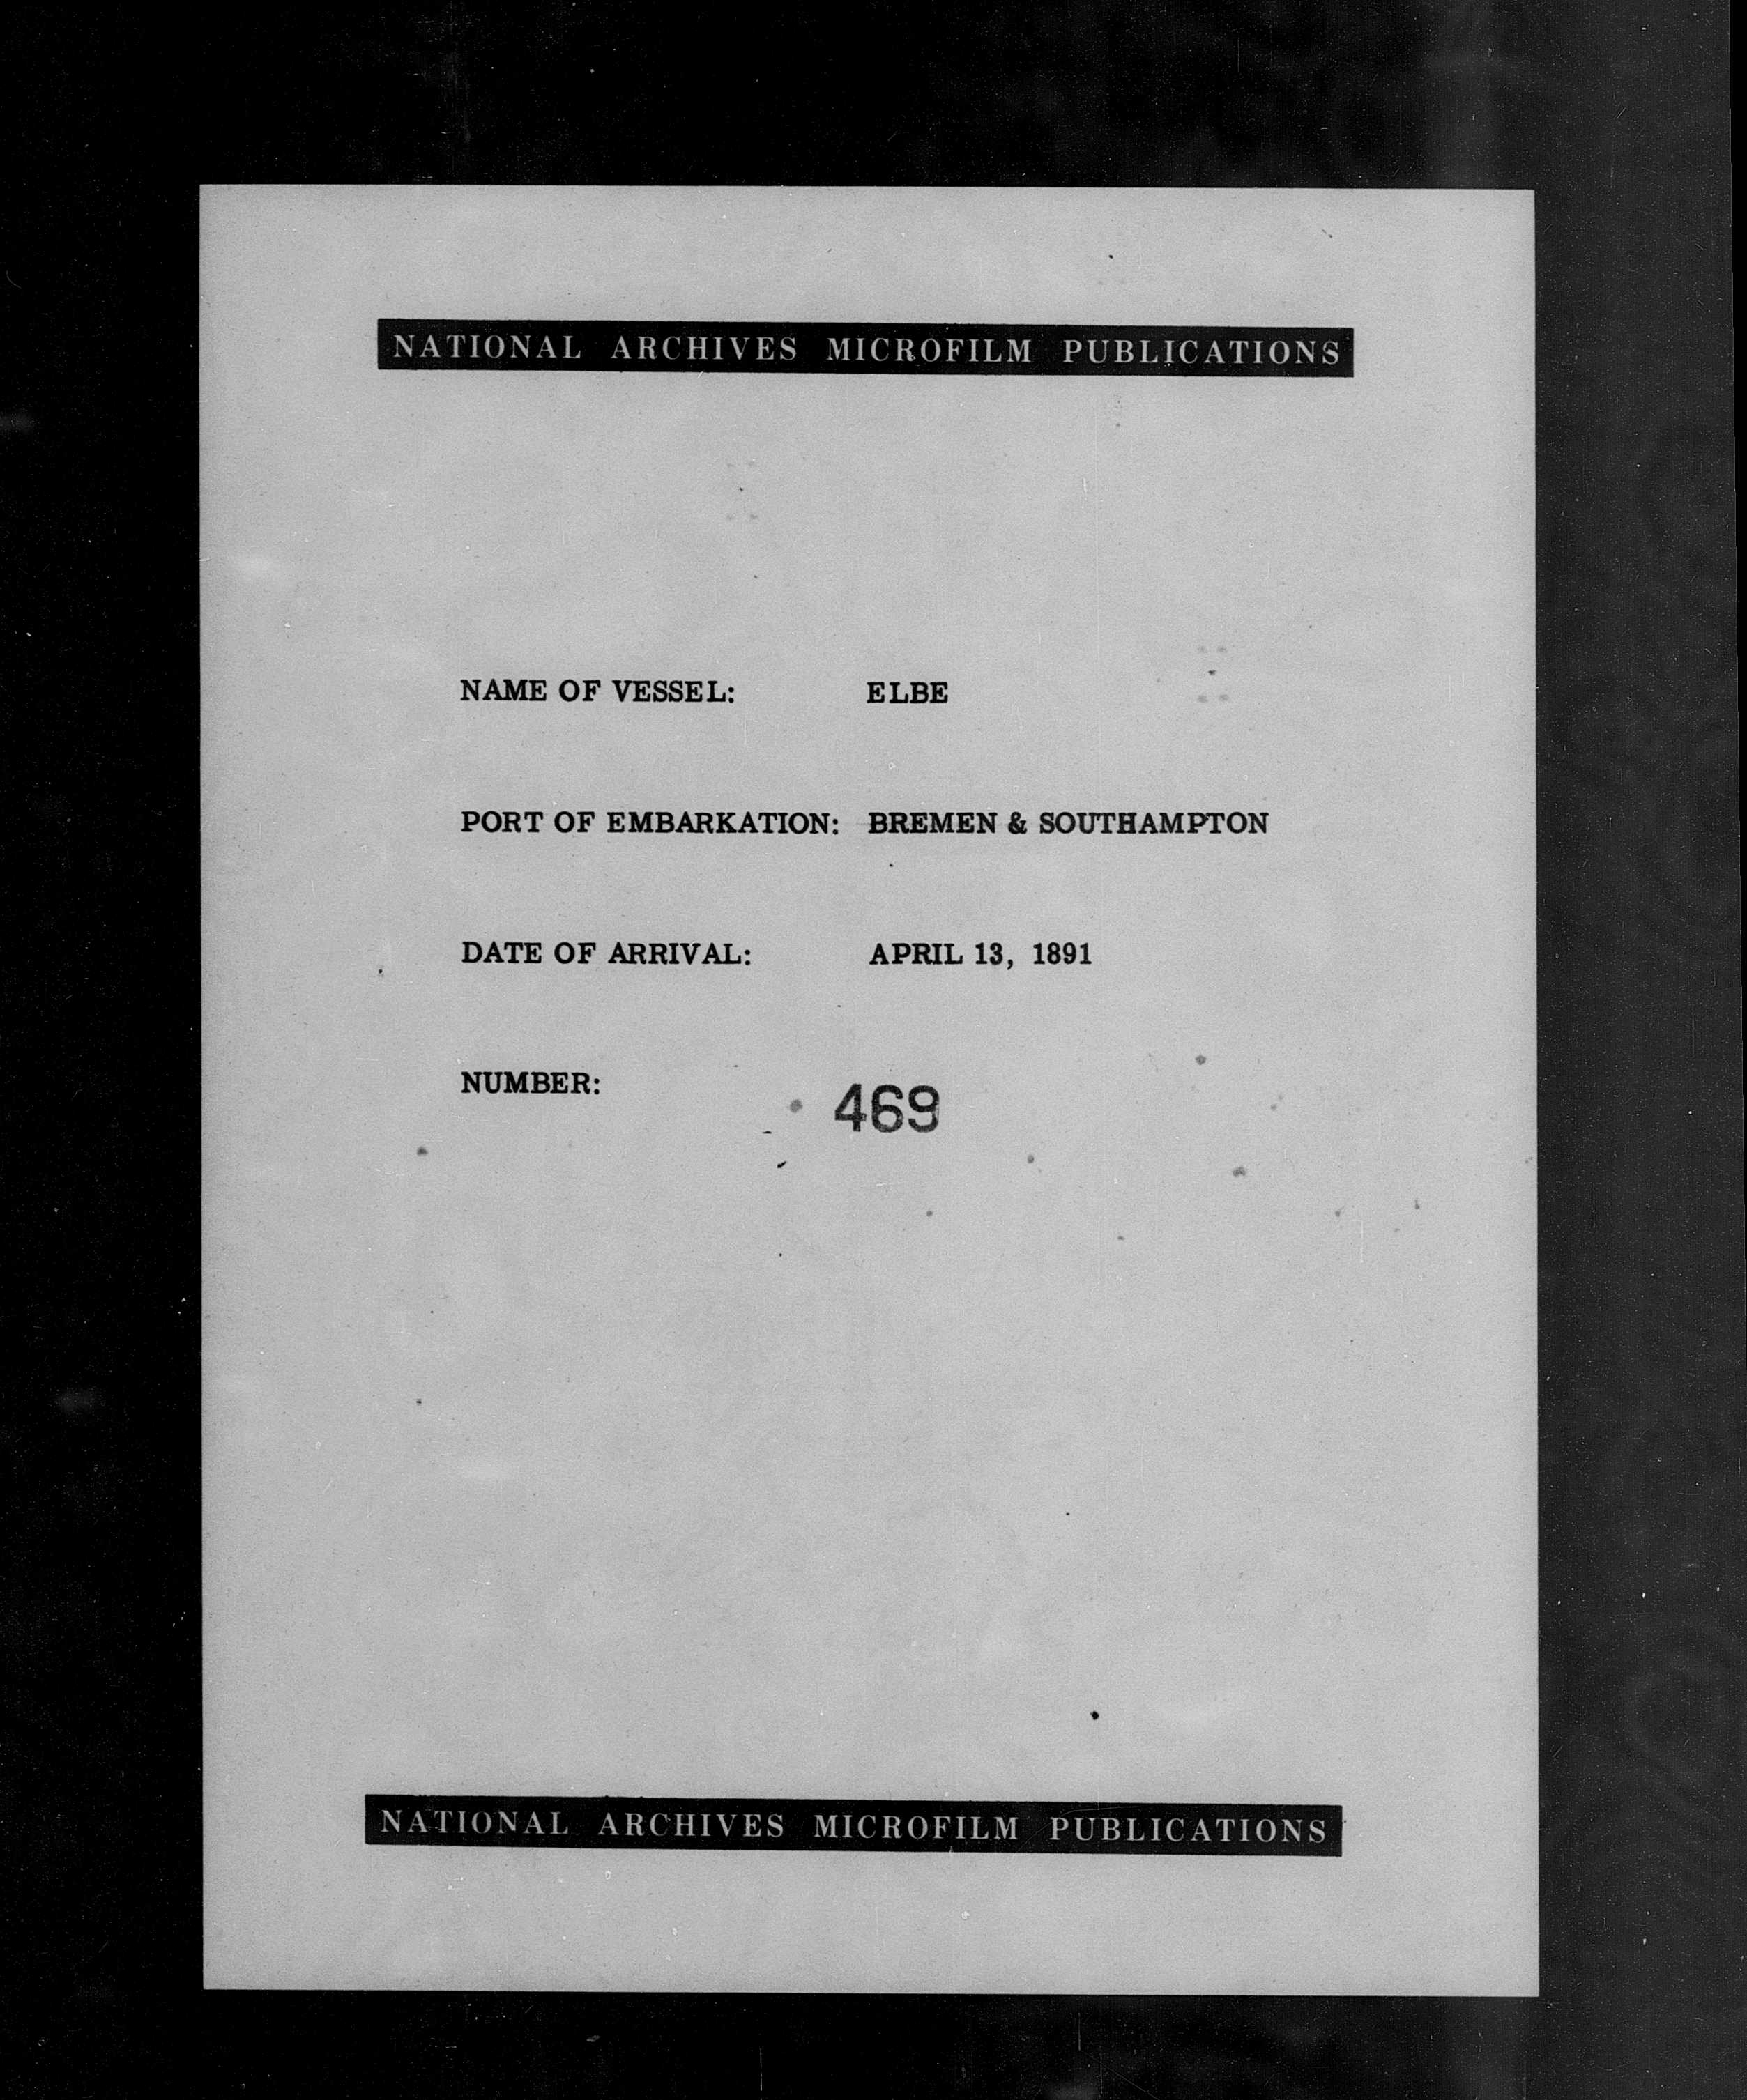 NATIONAL ARCHIVES MICROFILM PUBLICATIONS
NAME OF VESSEL: ELBE
PORT OF EMBARKATION: BREMEN & SOUTHAMPTON
DATE OF ARRIVAL: APRIL 13, 1891
NUMBER: 469
NATIONAL ARCHIVES MICROFILM PUBLICATIONS